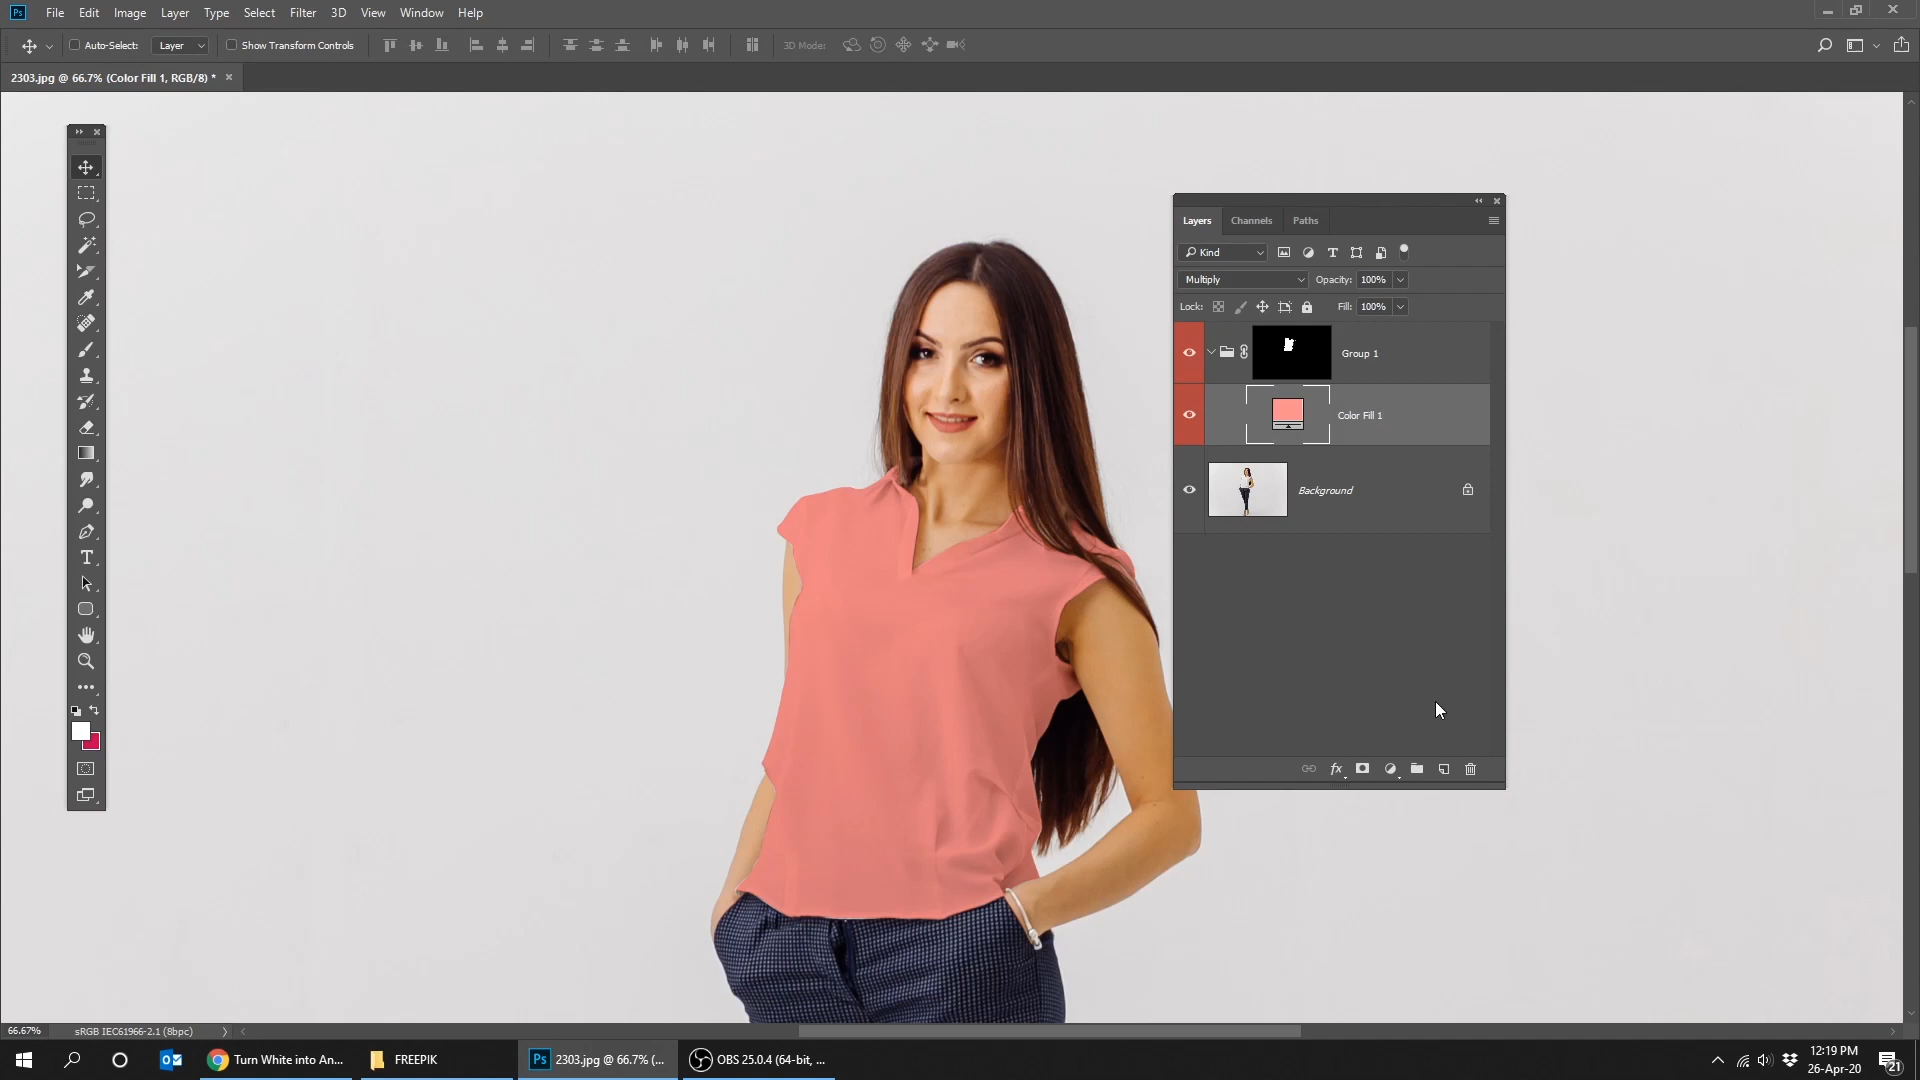 Ps File Edit Image Layer Type Select Filter 3D View Window Help
Auto-Select: Layer Show Transform Controls 3D Mode:
2303.jpg @ 66.7% (Color Fill 1, RGB/8) *
Layers Channels Paths
Kind
Multiply Opacity: 100%
Lock: Fill: 100%
Group 1
Color Fill 1
Background
66.67% sRGB IEC61966-2.1 (8bpc)
Turn White into An... FREEPIK Ps 2303.jpg @ 66.7% (... OBS 25.0.4 (64-bit, ... 12:19 PM
26-Apr-20 21